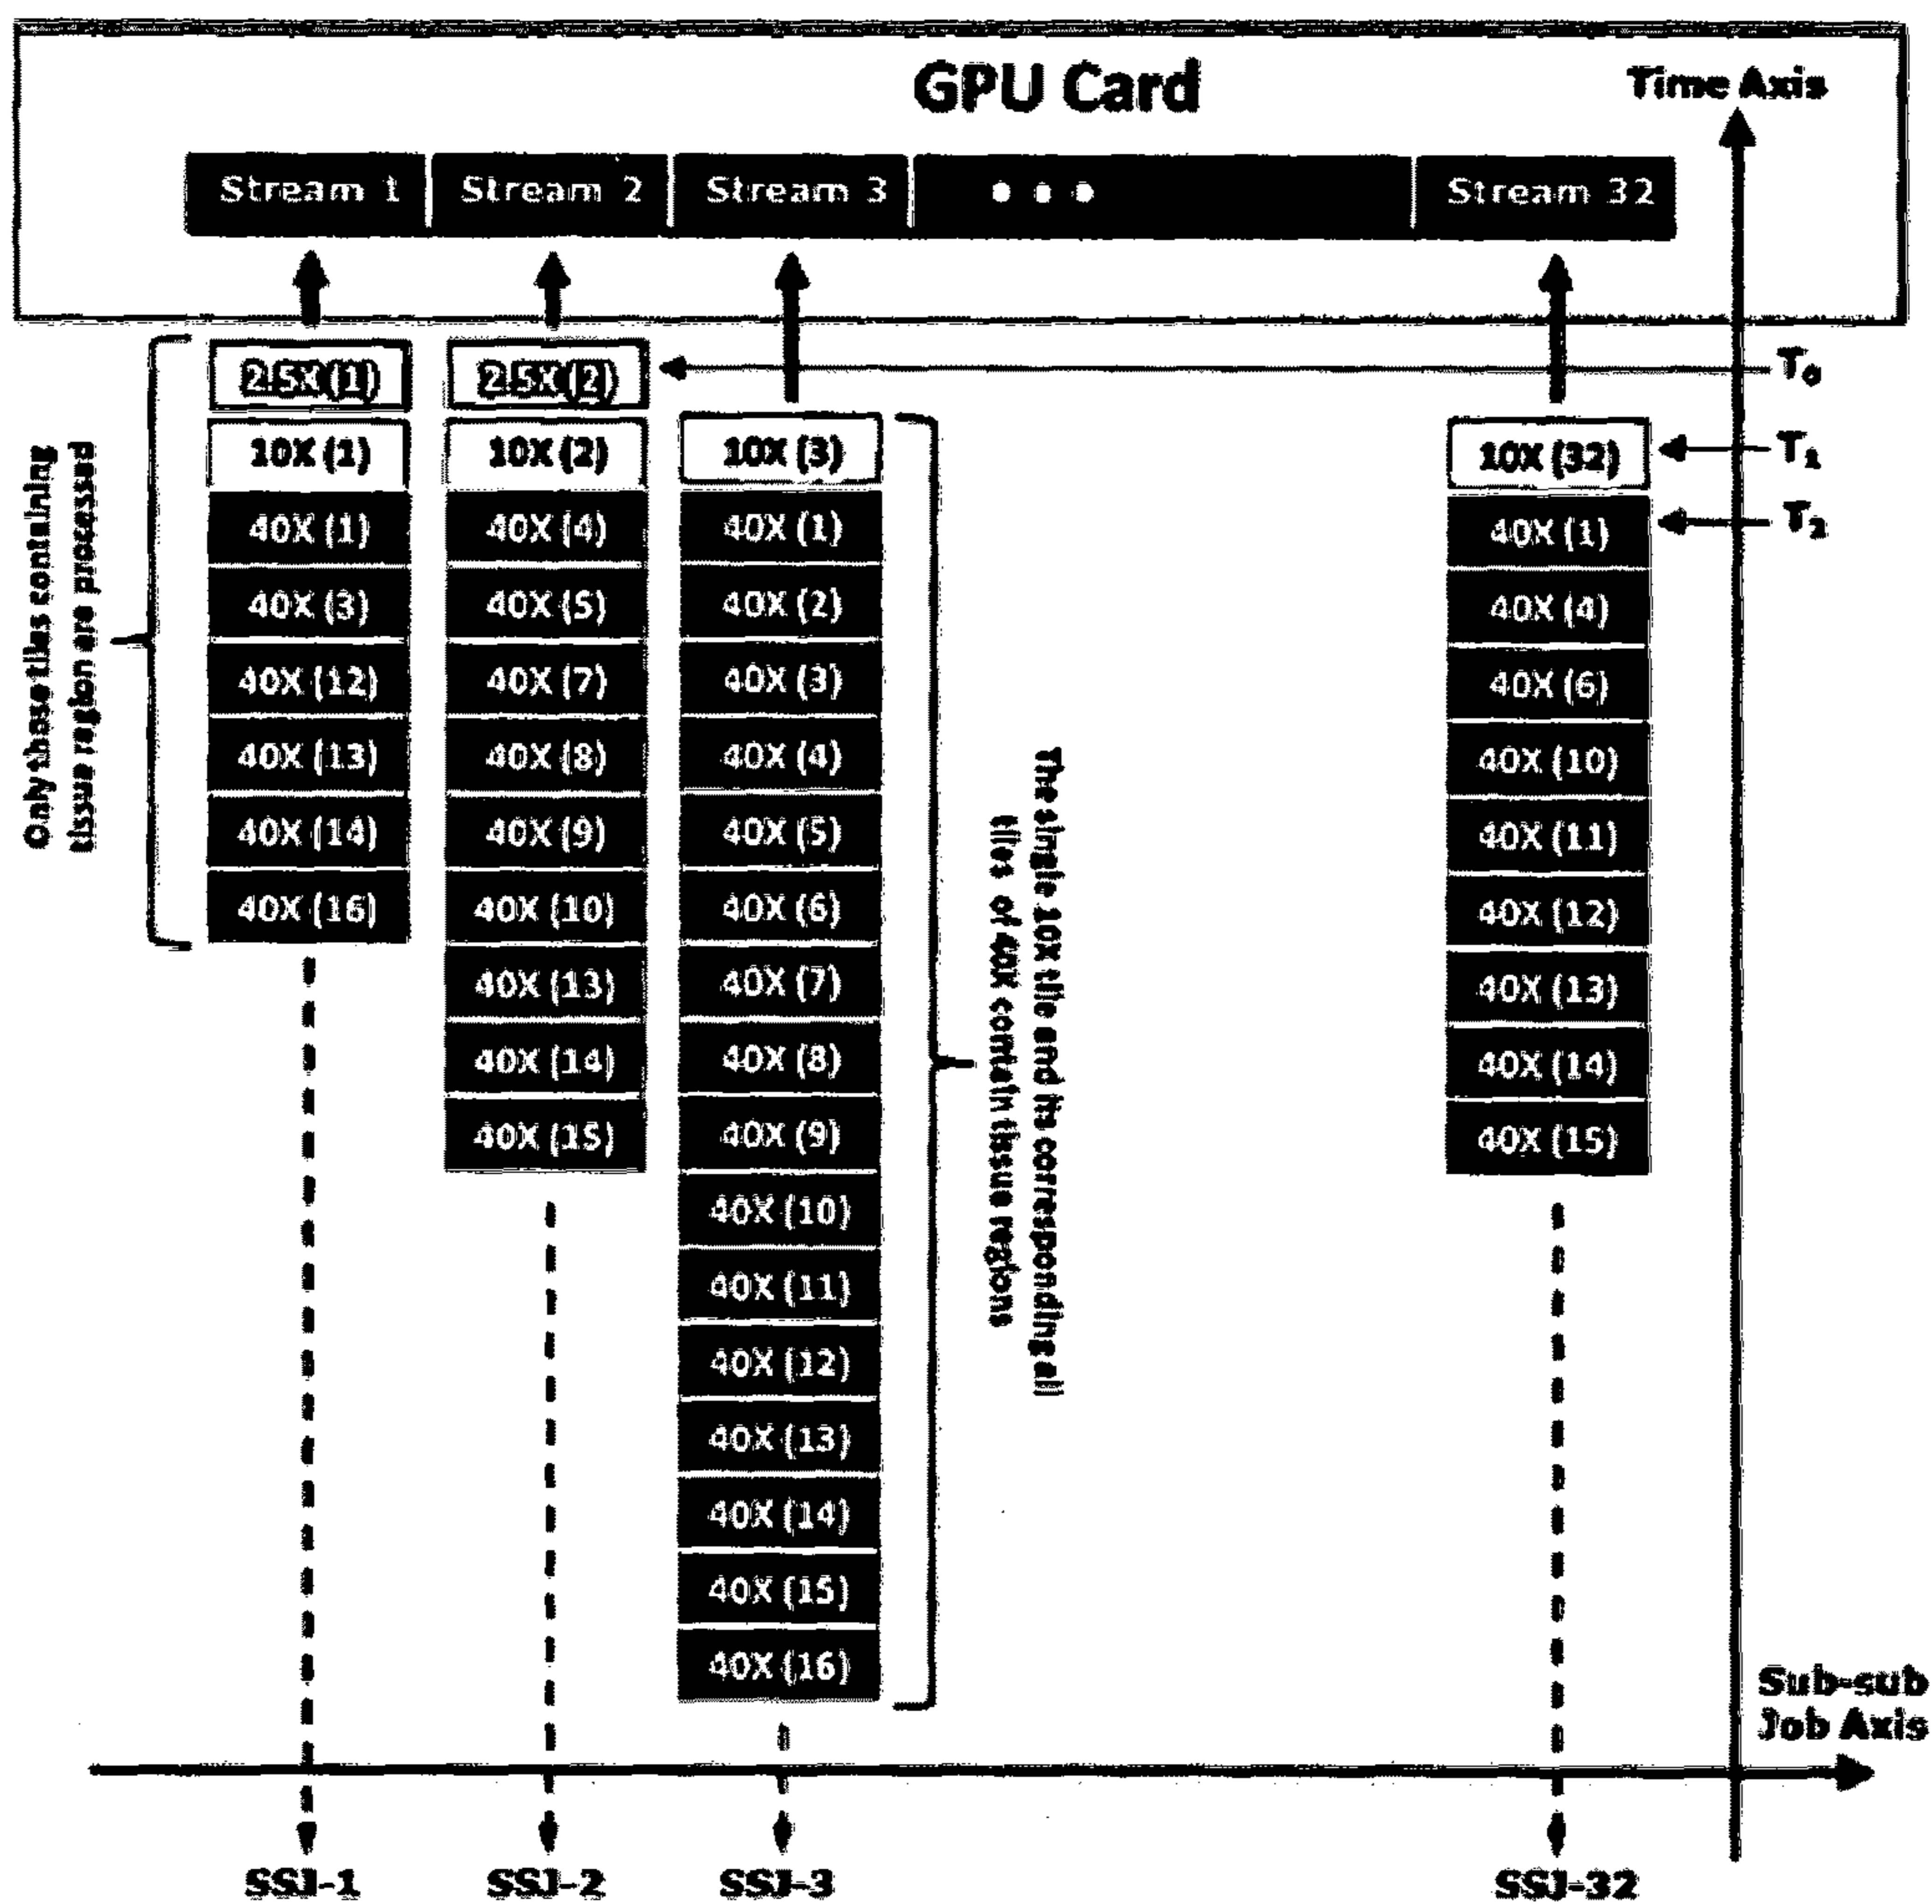 GPU Card
Time Axis
Stream 1
Stream 2
Stream 3
Stream 32
T0
T1
T2
Only those tiles containing
tissue region are processed
2.5X (1)
10X (1)
40X (1)
40X (3)
40X (12)
40X (13)
40X (14)
40X (16)
2.5X (2)
10X (2)
40X (4)
40X (5)
40X (7)
40X (8)
40X (9)
40X (10)
40X (13)
40X (14)
40X (15)
10X (3)
40X (1)
40X (2)
40X (3)
40X (4)
40X (5)
40X (6)
40X (7)
40X (8)
40X (9)
40X (10)
40X (11)
40X (12)
40X (13)
40X (14)
40X (15)
40X (16)
The single 10X tile and its corresponding all
tiles of 40X contain tissue regions
10X (32)
40X (1)
40X (4)
40X (6)
40X (10)
40X (11)
40X (12)
40X (13)
40X (14)
40X (15)
Sub-sub
Job Axis
SSJ-1
SSJ-2
SSJ-3
SSJ-32